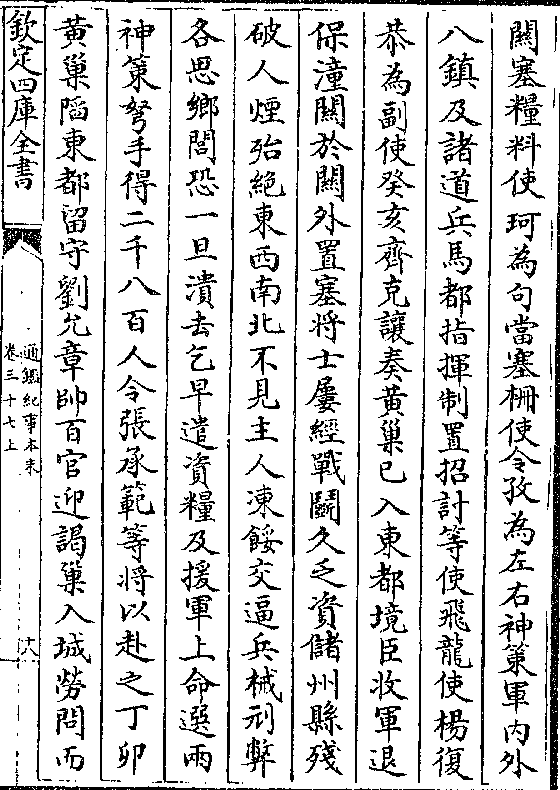 關塞糧料使珂為句當塞柵使令孜為左右神策軍内外
八鎮及諸道兵馬都指揮制置招討等使飛龍使楊復
恭為副使癸亥齊克讓奏黃巢已入東都境臣收軍退
保潼關於關外置塞將士屢經戰鬭久乏資儲州縣殘
破人煙殆絶東西南北不見主人凍餒交逼兵械刓弊
各思鄉閭恐一旦潰去乞早遣資糧及援軍上命選兩
神策弩手得二千八百人令張承範等將以赴之丁卯
黃巢陷東都留守劉允章帥百官迎謁巢入城勞問而
欽定四庫全書
通鑑紀事本末
卷三十七上
十八